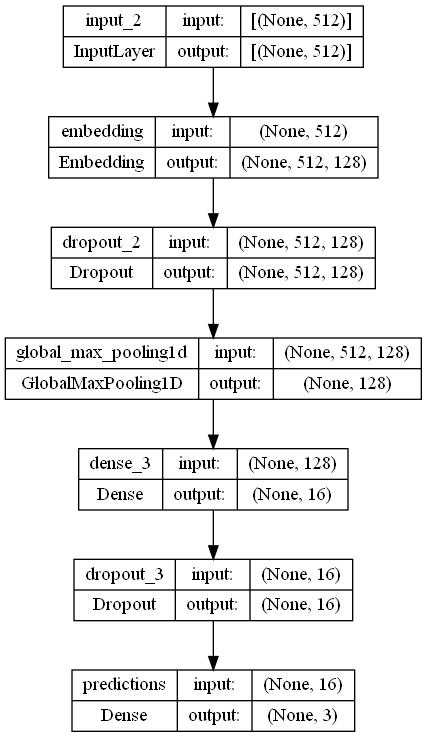 input_2 input: [(None, 512)]
InputLayer output: [(None, 512)]
embedding input: (None, 512)
Embedding output: (None, 512, 128)
dropout_2 input: (None, 512, 128)
Dropout output: (None, 512, 128)
global_max_pooling1d input: (None, 512, 128)
GlobalMaxPooling1D output: (None, 128)
dense_3 input: (None, 128)
Dense output: (None, 16)
dropout_3 input: (None, 16)
Dropout output: (None, 16)
predictions input: (None, 16)
Dense output: (None, 3)